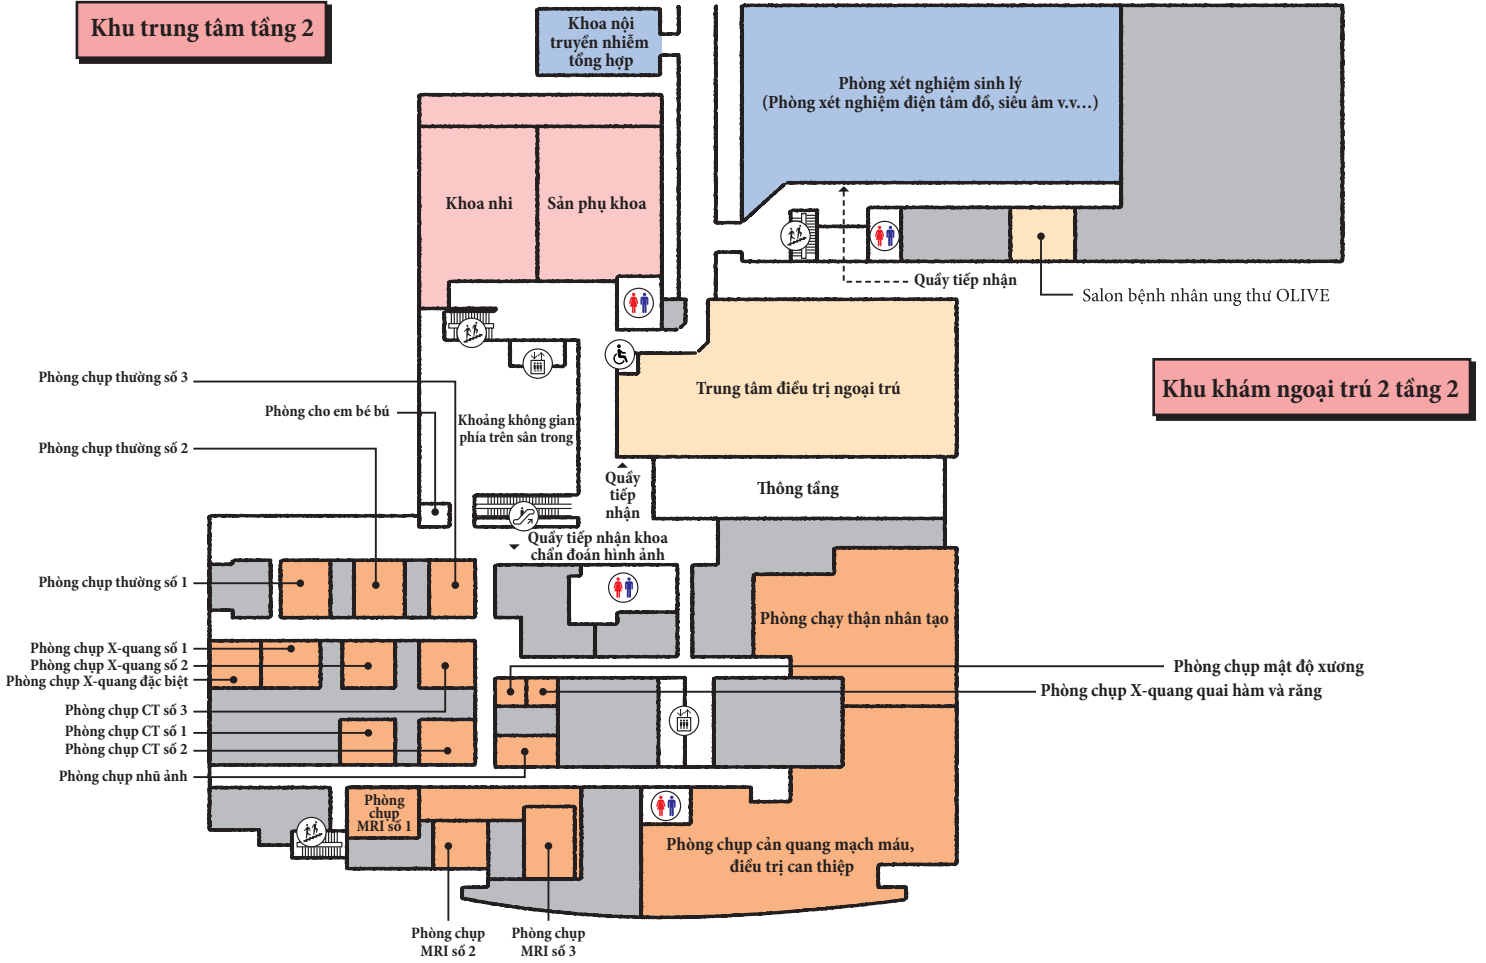 Khu trung tâm tầng 2
Khoa nội
truyền nhiễm
tổng hợp
Phòng xét nghiệm sinh lý
(Phòng xét nghiệm điện tâm đồ, siêu âm v.v…)
Khoa nhi
Sản phụ khoa
Quầy tiếp nhận
Salon bệnh nhân ung thư OLIVE
Khu khám ngoại trú 2 tầng 2
Trung tâm điều trị ngoại trú
Phòng chụp thường số 3
Phòng cho em bé bú
Khoảng không gian
phía trên sân trong
Phòng chụp thường số 2
Quầy
tiếp
nhận
Thông tầng
Quầy tiếp nhận khoa
chẩn đoán hình ảnh
Phòng chụp thường số 1
Phòng chạy thận nhân tạo
Phòng chụp X-quang số 1
Phòng chụp X-quang số 2
Phòng chụp X-quang đặc biệt
Phòng chụp mật độ xương
Phòng chụp X-quang quai hàm và răng
Phòng chụp CT số 3
Phòng chụp CT số 1
Phòng chụp CT số 2
Phòng chụp nhũ ảnh
Phòng
chụp
MRI số 1
Phòng chụp cản quang mạch máu,
điều trị can thiệp
Phòng chụp
MRI số 2
Phòng chụp
MRI số 3